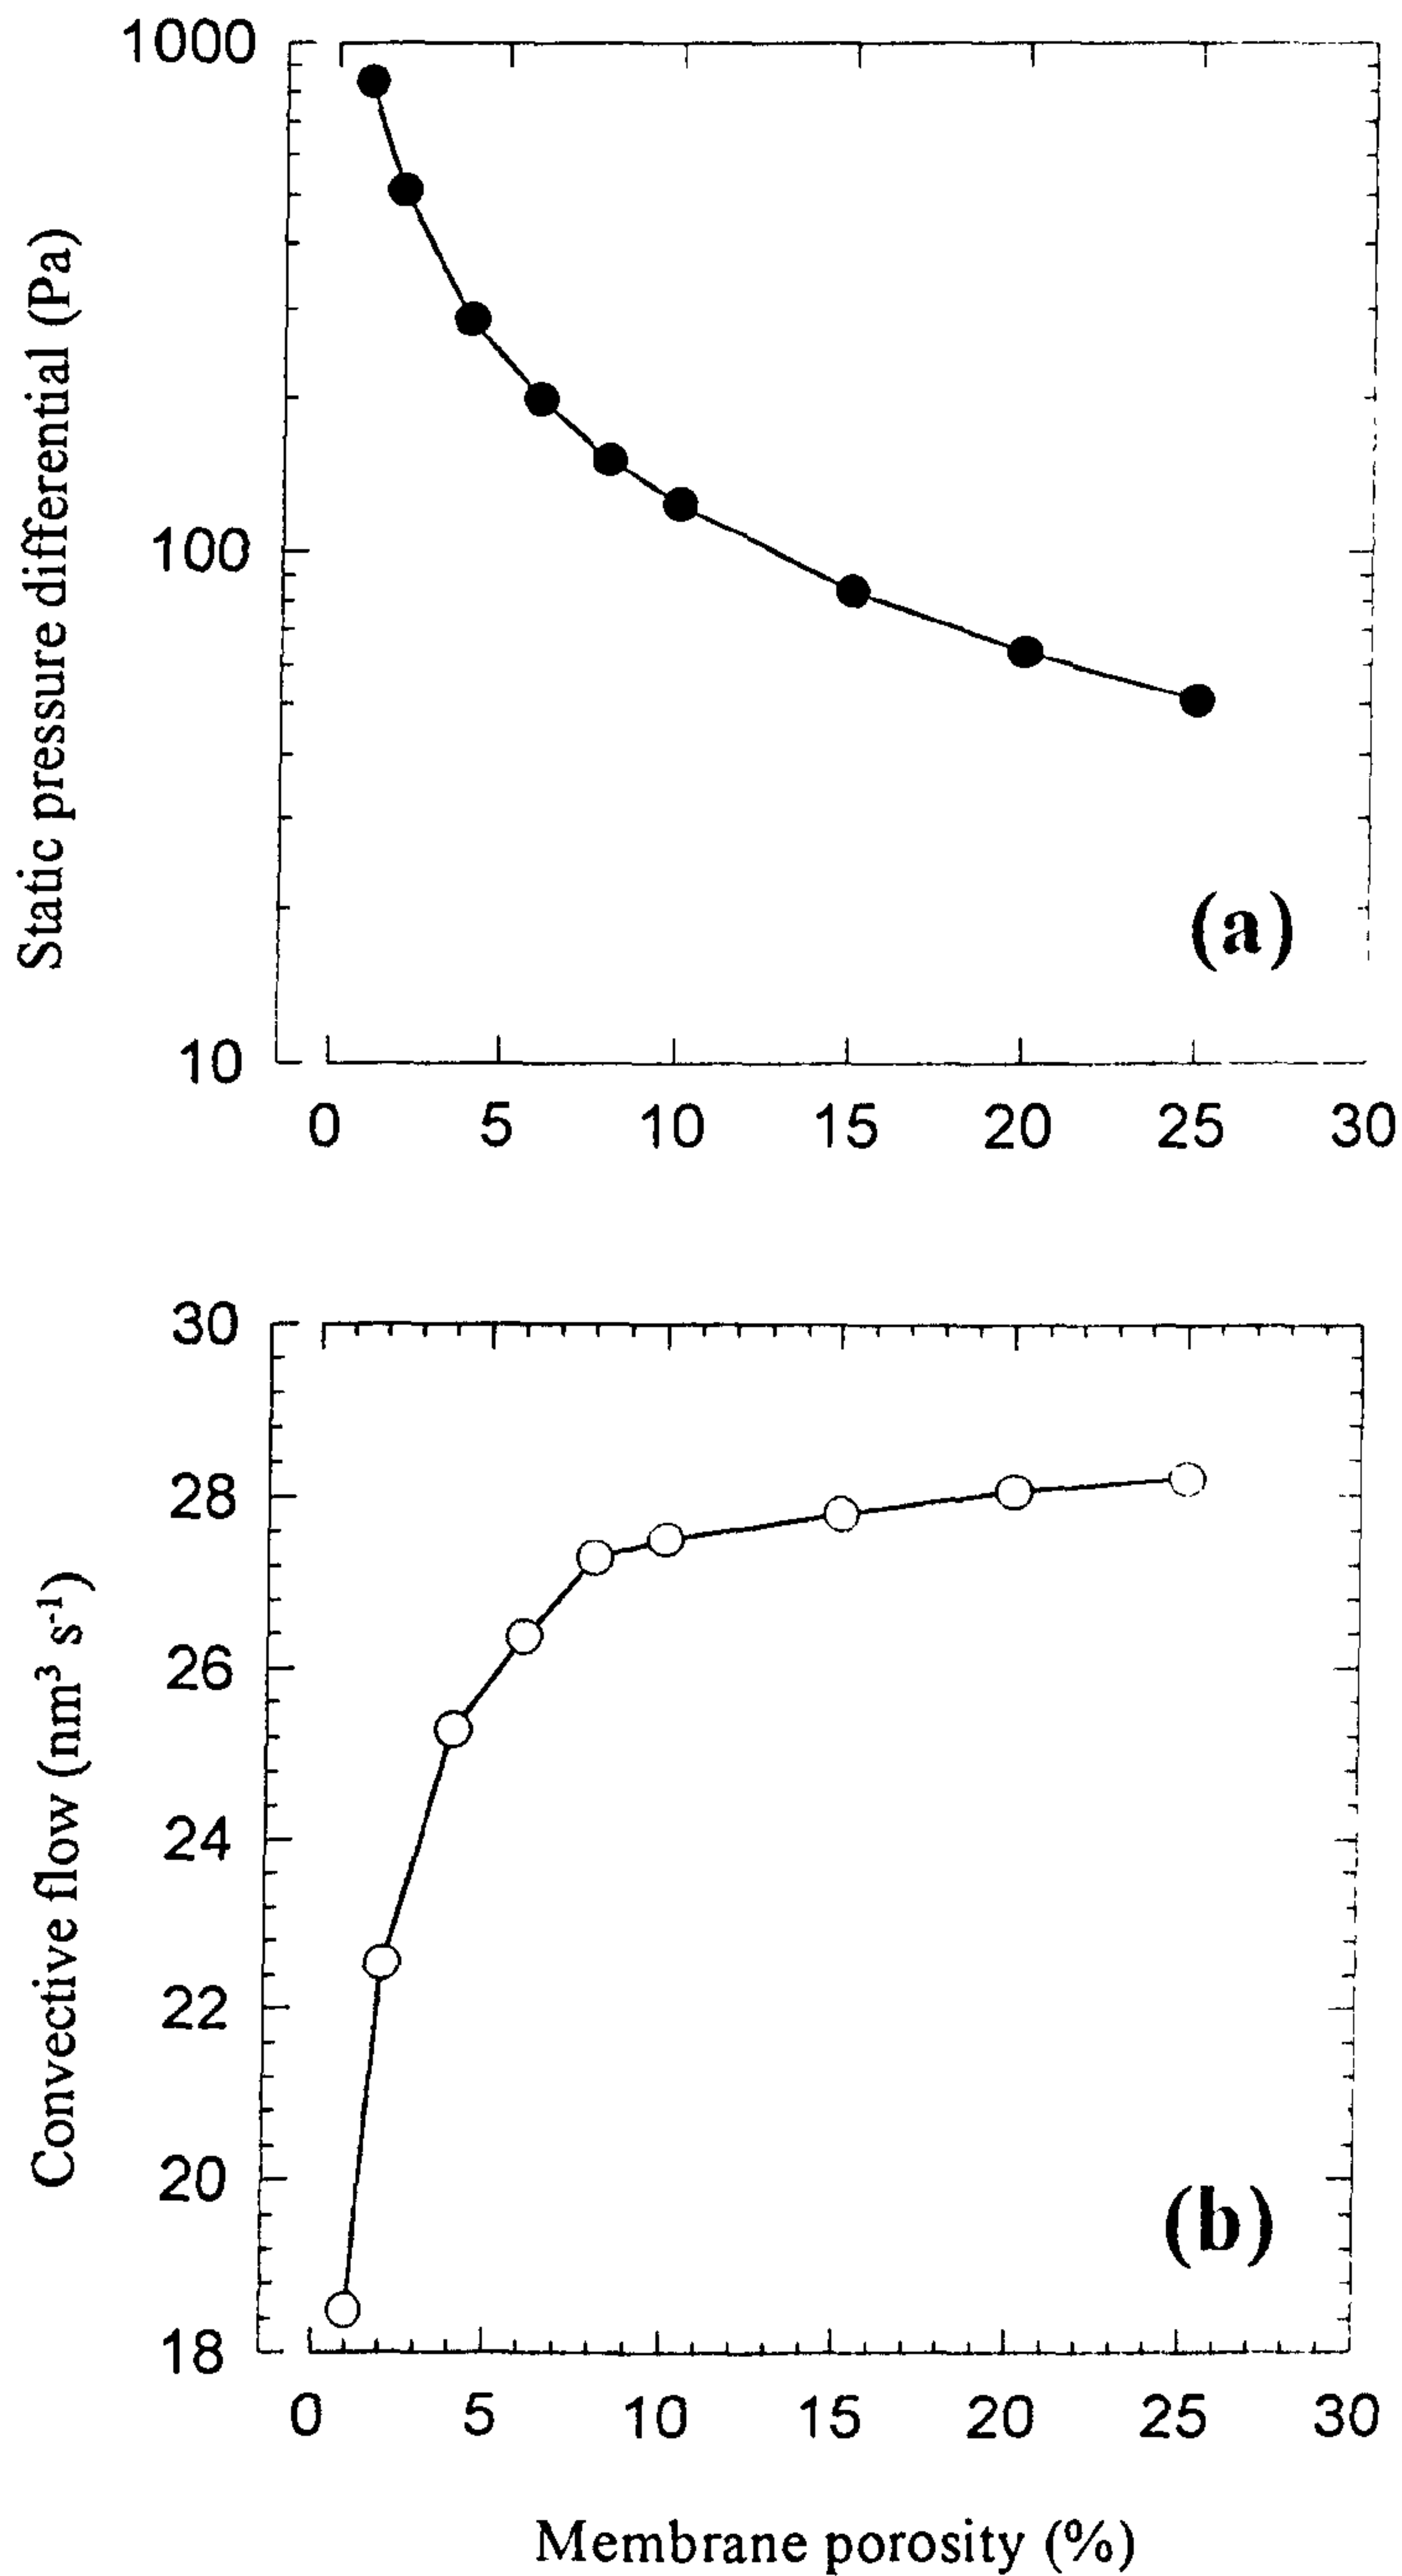 1000
100
10
Static pressure differential (Pa)
(a)
0 5 10 15 20 25 30
30
28
26
24
22
20
18
Convective flow (nm³ s⁻¹)
(b)
0 5 10 15 20 25 30
Membrane porosity (%)